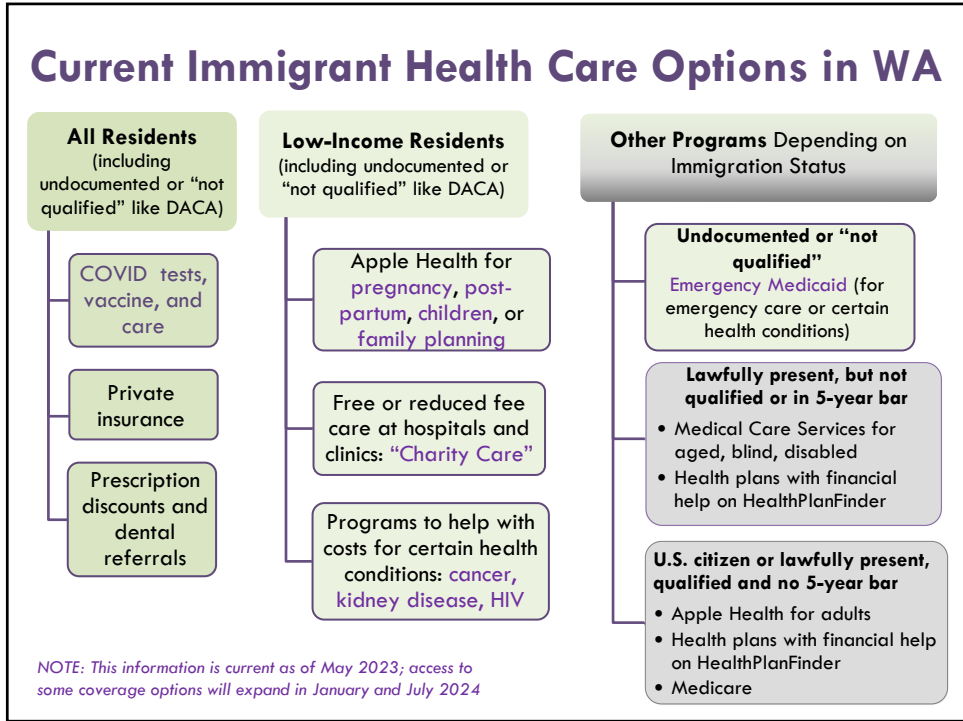 Current Immigrant Health Care Options in WA
All Residents
(including
undocumented or “not
qualified” like DACA)
COVID tests,
vaccine, and
care
Private
insurance
Prescription
discounts and
dental
referrals
Low-Income Residents
(including undocumented or
“not qualified” like DACA)
Apple Health for
pregnancy, post-
partum, children, or
family planning
Free or reduced fee
care at hospitals and
clinics: “Charity Care”
Programs to help with
costs for certain health
conditions: cancer,
kidney disease, HIV
Other Programs Depending on
Immigration Status
Undocumented or “not
qualified”
Emergency Medicaid (for
emergency care or certain
health conditions)
Lawfully present, but not
qualified or in 5-year bar
• Medical Care Services for
aged, blind, disabled
• Health plans with financial
help on HealthPlanFinder
U.S. citizen or lawfully present,
qualified and no 5-year bar
• Apple Health for adults
• Health plans with financial help
on HealthPlanFinder
• Medicare
NOTE: This information is current as of May 2023; access to
some coverage options will expand in January and July 2024